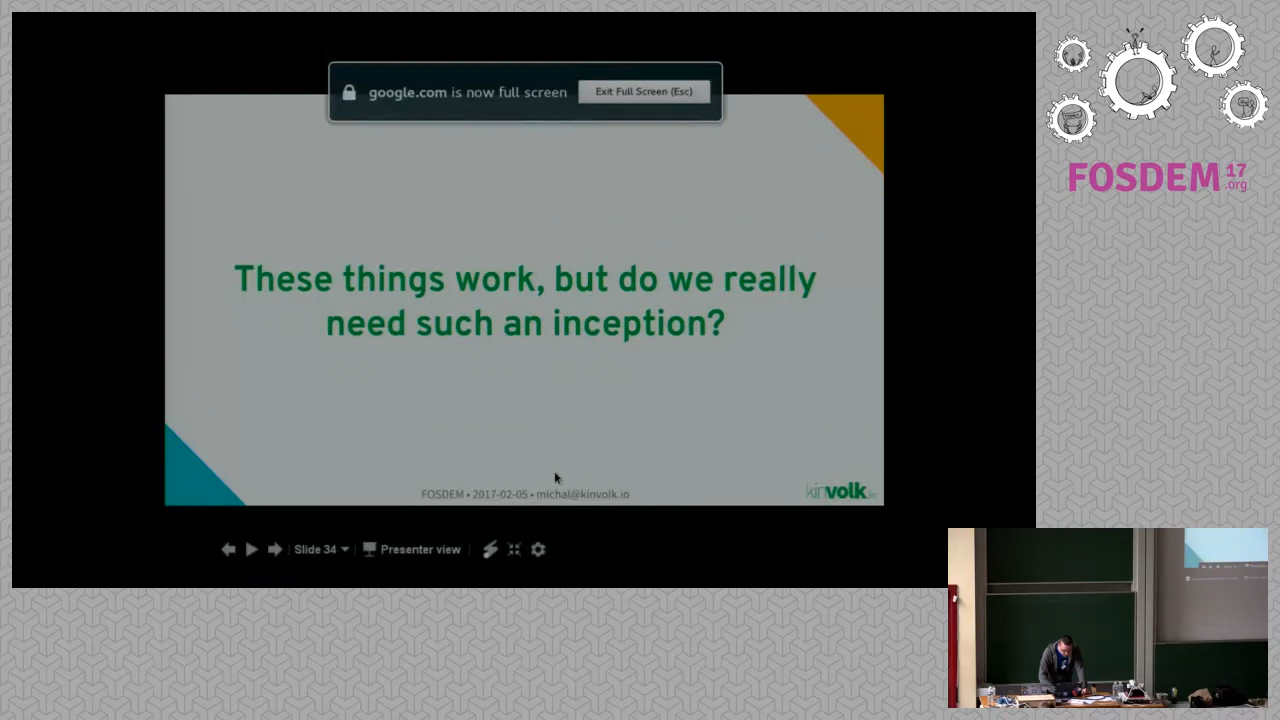 google.com is now full screen
Exit Full Screen (Esc)
These things work, but do we really
need such an inception?
FOSDEM • 2017-02-05 • michal@kinvolk.io
kinvolk.io
Slide 34
Presenter view
FOSDEM 17
.org